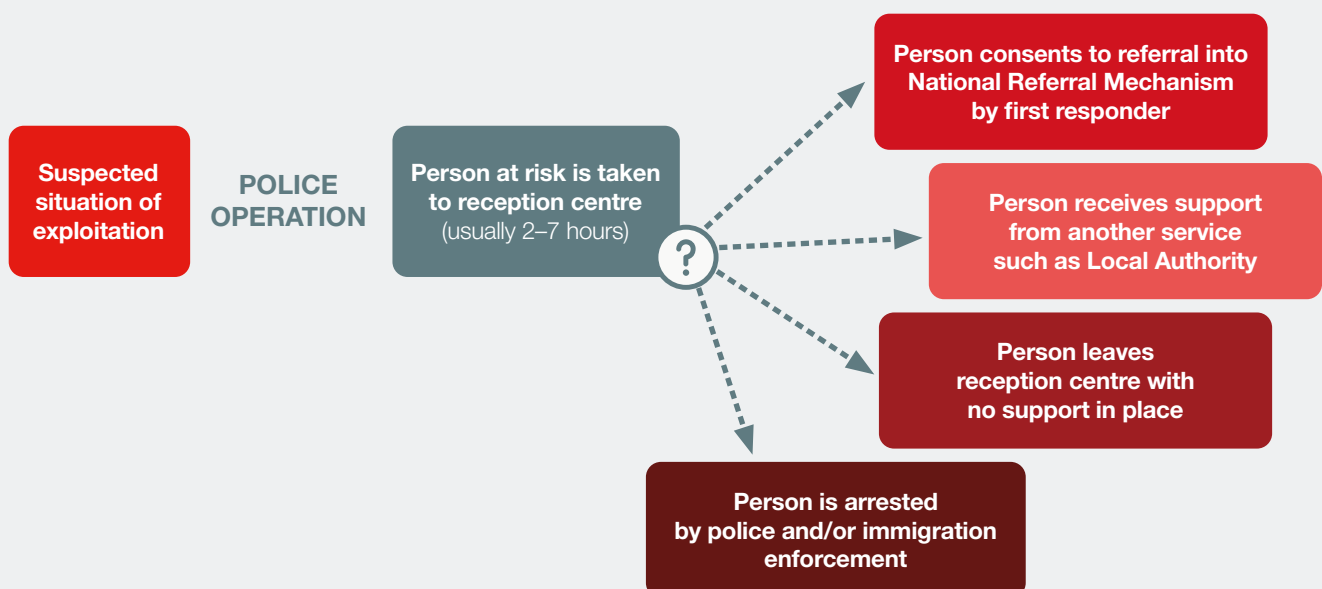 Suspected
situation of
exploitation
POLICE
OPERATION
Person at risk is taken
to reception centre
(usually 2–7 hours)
?
Person consents to referral into
National Referral Mechanism
by first responder
Person receives support
from another service
such as Local Authority
Person leaves
reception centre with
no support in place
Person is arrested
by police and/or immigration
enforcement